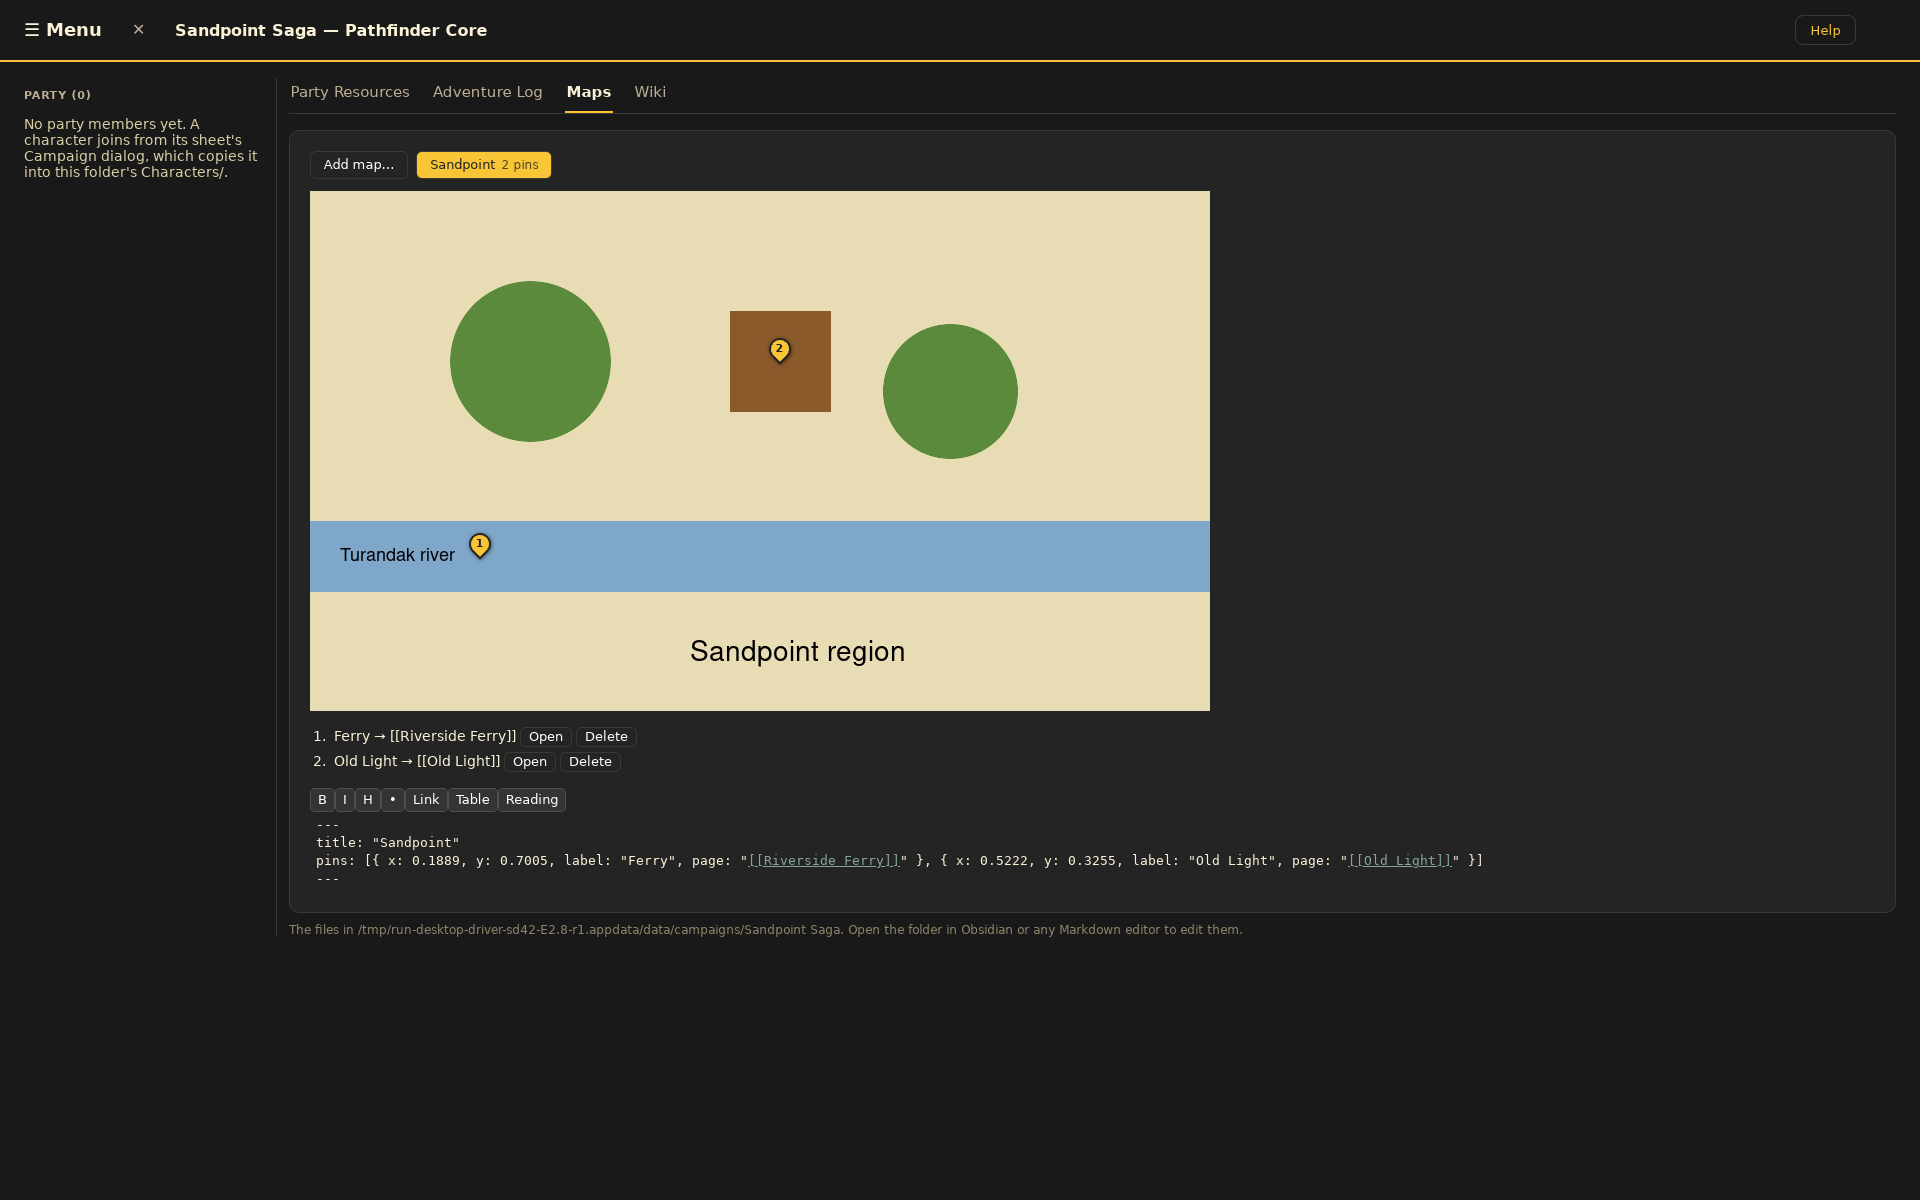 ☰ Menu ✕ Sandpoint Saga — Pathfinder Core Help
PARTY (0)
No party members yet. A
character joins from its sheet's
Campaign dialog, which copies it
into this folder's Characters/.
Party Resources Adventure Log Maps Wiki
Add map... Sandpoint 2 pins
2
1
Turandak river
Sandpoint region
1. Ferry → [[Riverside Ferry]] Open Delete
2. Old Light → [[Old Light]] Open Delete
B I H • Link Table Reading
---
title: "Sandpoint"
pins: [{ x: 0.1889, y: 0.7005, label: "Ferry", page: "[[Riverside Ferry]]" }, { x: 0.5222, y: 0.3255, label: "Old Light", page: "[[Old Light]]" }]
---
The files in /tmp/run-desktop-driver-sd42-E2.8-r1.appdata/data/campaigns/Sandpoint Saga. Open the folder in Obsidian or any Markdown editor to edit them.